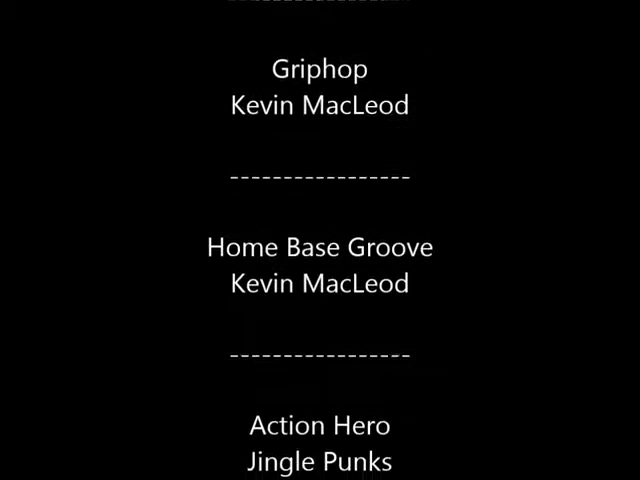 -----------------
Griphop
Kevin MacLeod
-----------------
Home Base Groove
Kevin MacLeod
-----------------
Action Hero
Jingle Punks